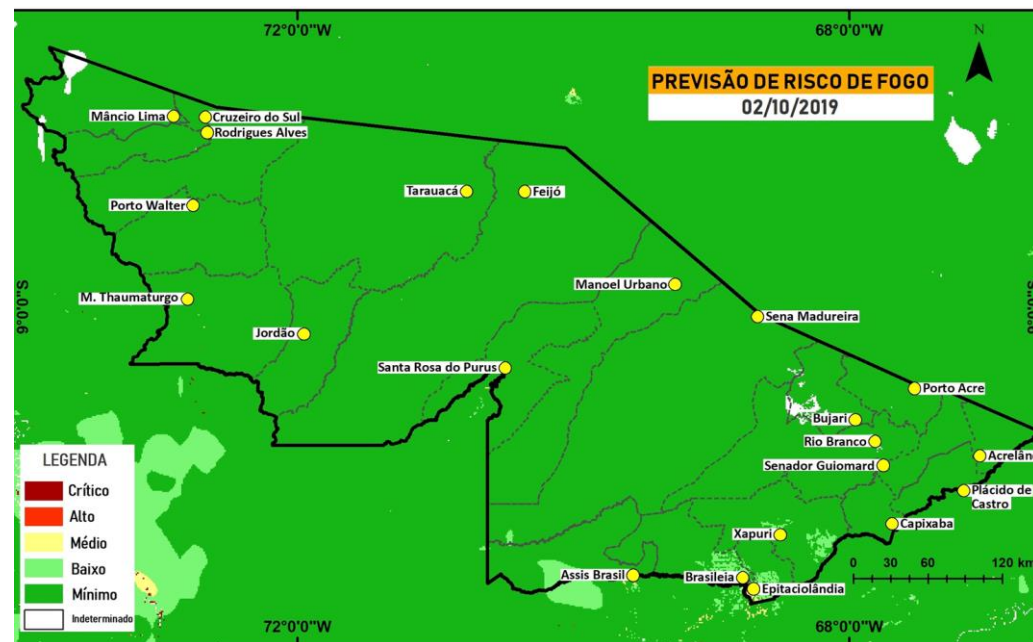 72°0'0"W
68°0'0"W
N
PREVISÃO DE RISCO DE FOGO
02/10/2019
Mâncio Lima
Cruzeiro do Sul
Rodrigues Alves
Tarauacá
Feijó
Porto Walter
9°0'0"S
M. Thaumaturgo
Manoel Urbano
Jordão
Sena Madureira
Santa Rosa do Purus
Porto Acre
Bujari
Rio Branco
Senador Guiomard
Acrelân
Plácido de
Castro
Capixaba
Xapuri
Assis Brasil
Brasileia
Epitaciolândia
LEGENDA
Crítico
Alto
Médio
Baixo
Mínimo
Indeterminado
0 30 60 120 km
72°0'0"W
68°0'0"W